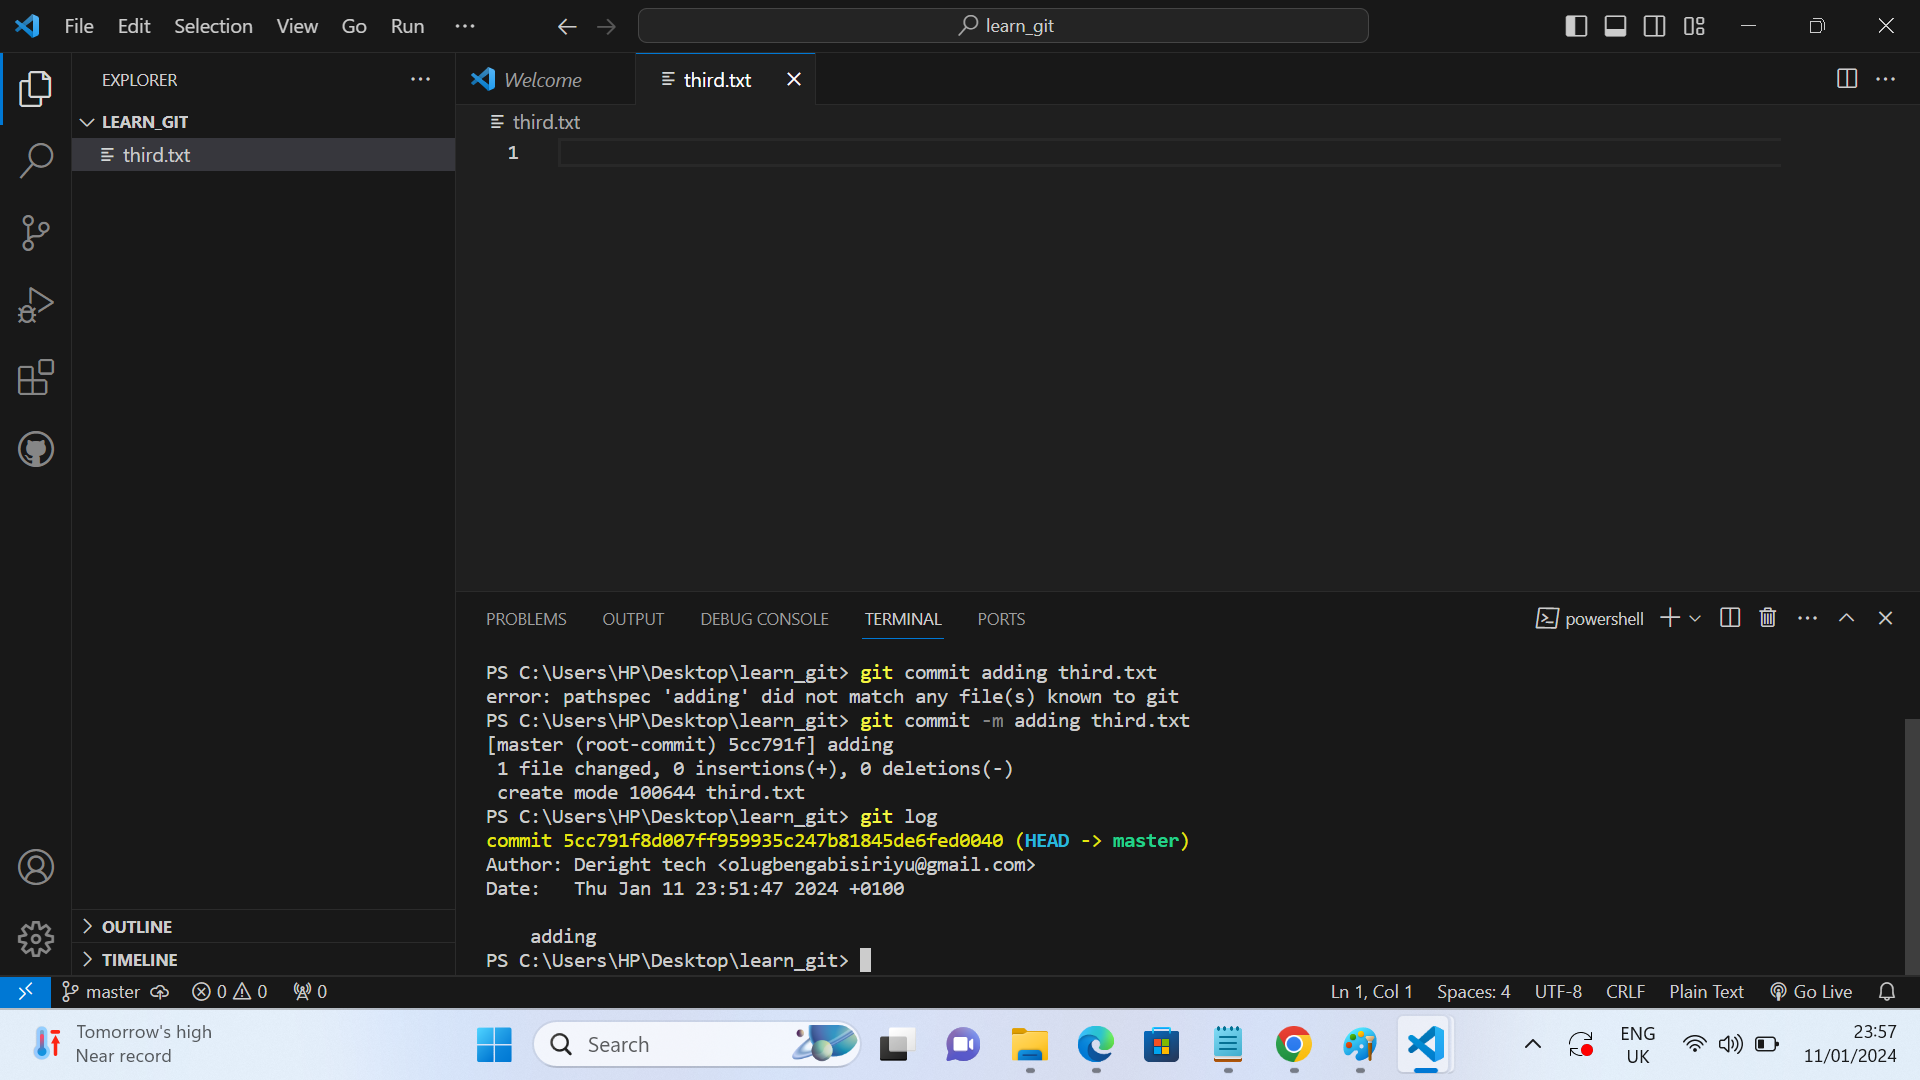 File Edit Selection View Go Run ··· learn_git
EXPLORER
LEARN_GIT
third.txt
Welcome third.txt
third.txt
1
PROBLEMS OUTPUT DEBUG CONSOLE TERMINAL PORTS
powershell
PS C:\Users\HP\Desktop\learn_git> git commit adding third.txt
error: pathspec 'adding' did not match any file(s) known to git
PS C:\Users\HP\Desktop\learn_git> git commit -m adding third.txt
[master (root-commit) 5cc791f] adding
1 file changed, 0 insertions(+), 0 deletions(-)
create mode 100644 third.txt
PS C:\Users\HP\Desktop\learn_git> git log
commit 5cc791f8d007ff959935c247b81845de6fed0040 (HEAD -> master)
Author: Deright tech <olugbengabisiriyu@gmail.com>
Date:   Thu Jan 11 23:51:47 2024 +0100
adding
PS C:\Users\HP\Desktop\learn_git>
OUTLINE
TIMELINE
master 0 0 0 Ln 1, Col 1 Spaces: 4 UTF-8 CRLF Plain Text Go Live
Tomorrow's high
Near record
Search
ENG
UK
23:57
11/01/2024